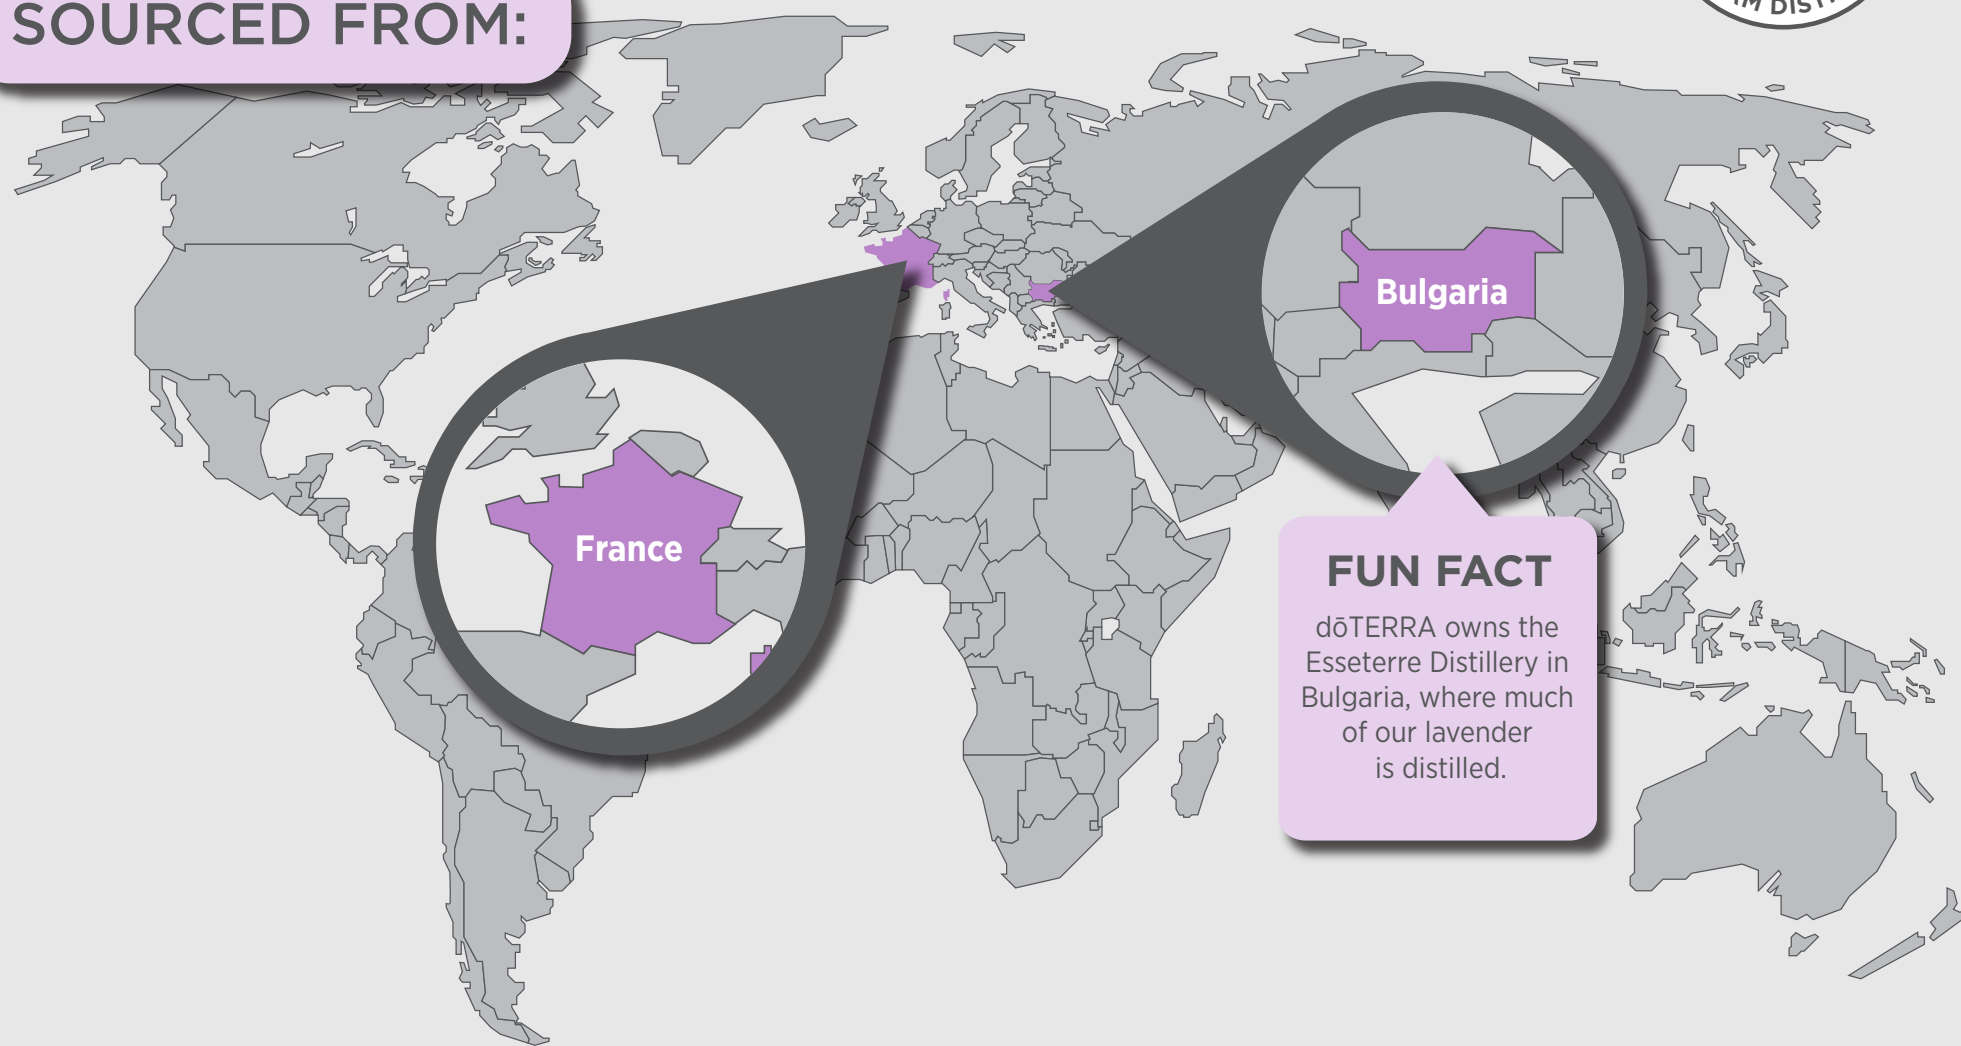 SOURCED FROM:
Bulgaria
France
FUN FACT
dōTERRA owns the
Esseterre Distillery in
Bulgaria, where much
of our lavender
is distilled.